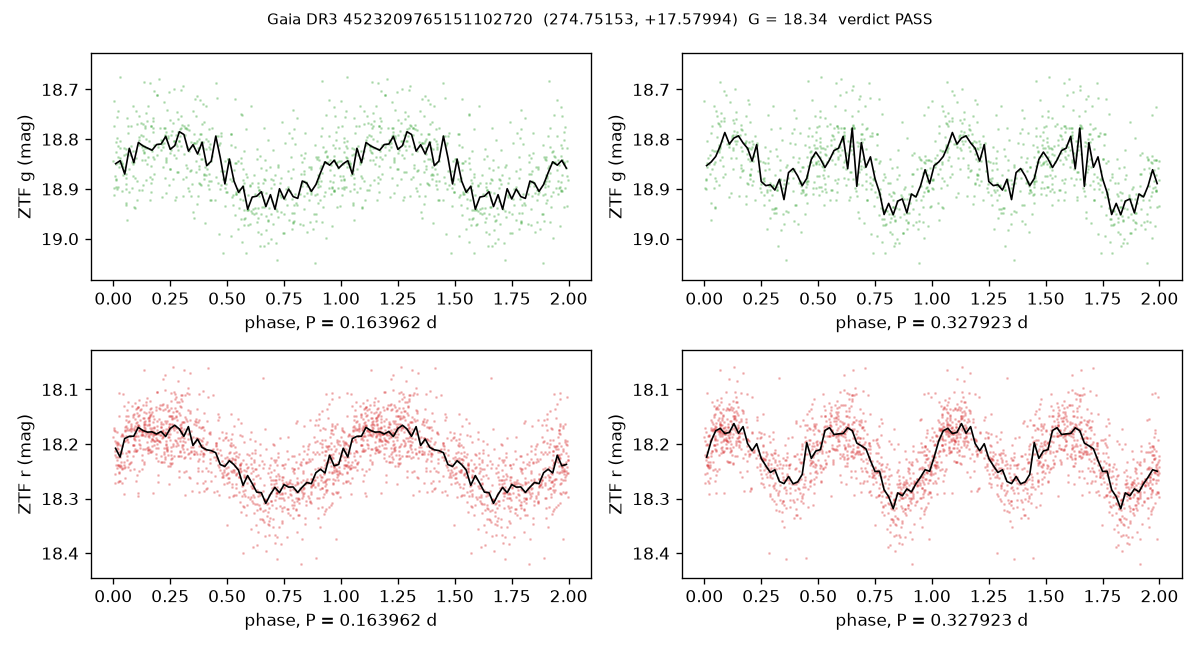 Gaia DR3 4523209765151102720 (274.75153, +17.57994) G = 18.34 verdict PASS
ZTF g (mag)
18.7
18.8
18.9
19.0
0.00 0.25 0.50 0.75 1.00 1.25 1.50 1.75 2.00
phase, P = 0.163962 d
ZTF g (mag)
18.7
18.8
18.9
19.0
0.00 0.25 0.50 0.75 1.00 1.25 1.50 1.75 2.00
phase, P = 0.327923 d
ZTF r (mag)
18.1
18.2
18.3
18.4
0.00 0.25 0.50 0.75 1.00 1.25 1.50 1.75 2.00
phase, P = 0.163962 d
ZTF r (mag)
18.1
18.2
18.3
18.4
0.00 0.25 0.50 0.75 1.00 1.25 1.50 1.75 2.00
phase, P = 0.327923 d